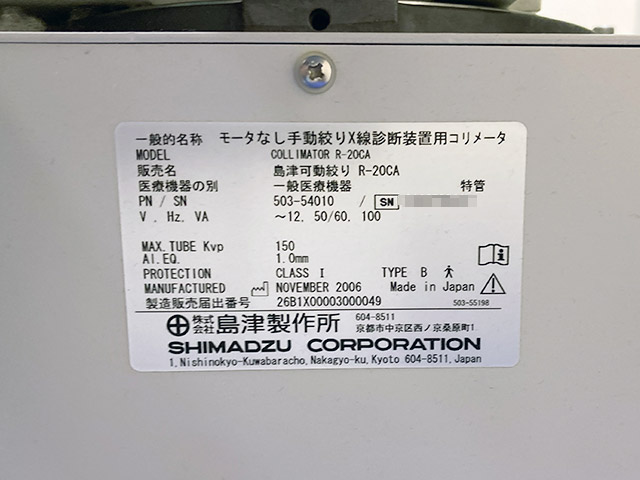 一般的名称 モータなし手動絞りX線診断装置用コリメータ
MODEL COLLIMATOR R-20CA
販売名 島津可動絞り R-20CA
医療機器の別 一般医療機器 特管
PN / SN 503-54010 / SN
V . Hz. VA ～12. 50/60. 100
MAX. TUBE Kvp 150
Al. EQ. 1.0mm
PROTECTION CLASS I TYPE B
MANUFACTURED NOVEMBER 2006 Made in Japan
製造販売届出番号 26B1X00003000049 503-55198
株式会社 島津製作所 604-8511
京都市中京区西ノ京桑原町1
SHIMADZU CORPORATION
1, Nishinokyo-Kuwabaracho, Nakagyo-ku, Kyoto 604-8511, Japan